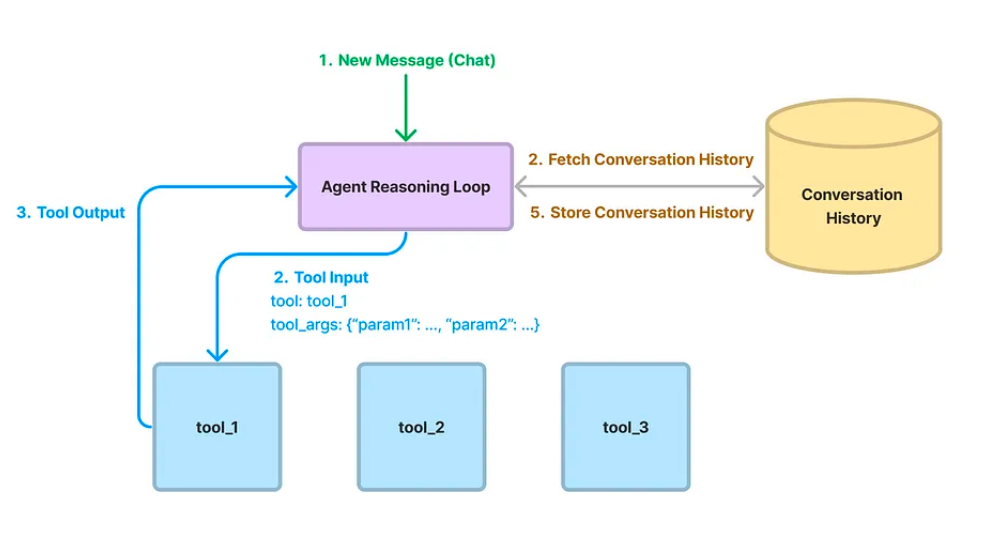 1. New Message (Chat)
Agent Reasoning Loop
2. Fetch Conversation History
5. Store Conversation History
Conversation
History
3. Tool Output
2. Tool Input
tool: tool_1
tool_args: {“param1”: ..., “param2”: ...}
tool_1
tool_2
tool_3